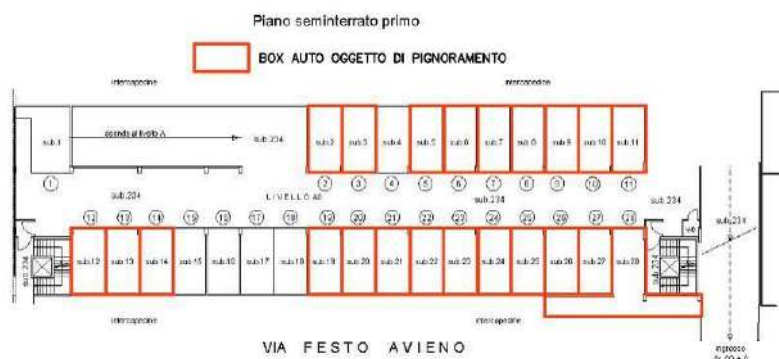 Piano seminterrato primo
BOX AUTO OGGETTO DI PIGNORAMENTO
intercapedine intercapedine
sub.1 scende al livello A sub.234 sub.2 sub.3 sub.4 sub.5 sub.6 sub.7 sub.8 sub.9 sub.10 sub.11
1 2 3 4 5 6 7 8 9 10 11
sub.234 LIVELLO sub.234 sub.234
12 13 14 15 16 17 18 19 20 21 22 23 24 25 26 27 28
sub.234 sub.12 sub.13 sub.14 sub.15 sub.16 sub.17 sub.18 sub.19 sub.20 sub.21 sub.22 sub.23 sub.24 sub.25 sub.26 sub.27 sub.28 sub.234
intercapedine intercapedine
VIA FESTO AVIENO
ingresso